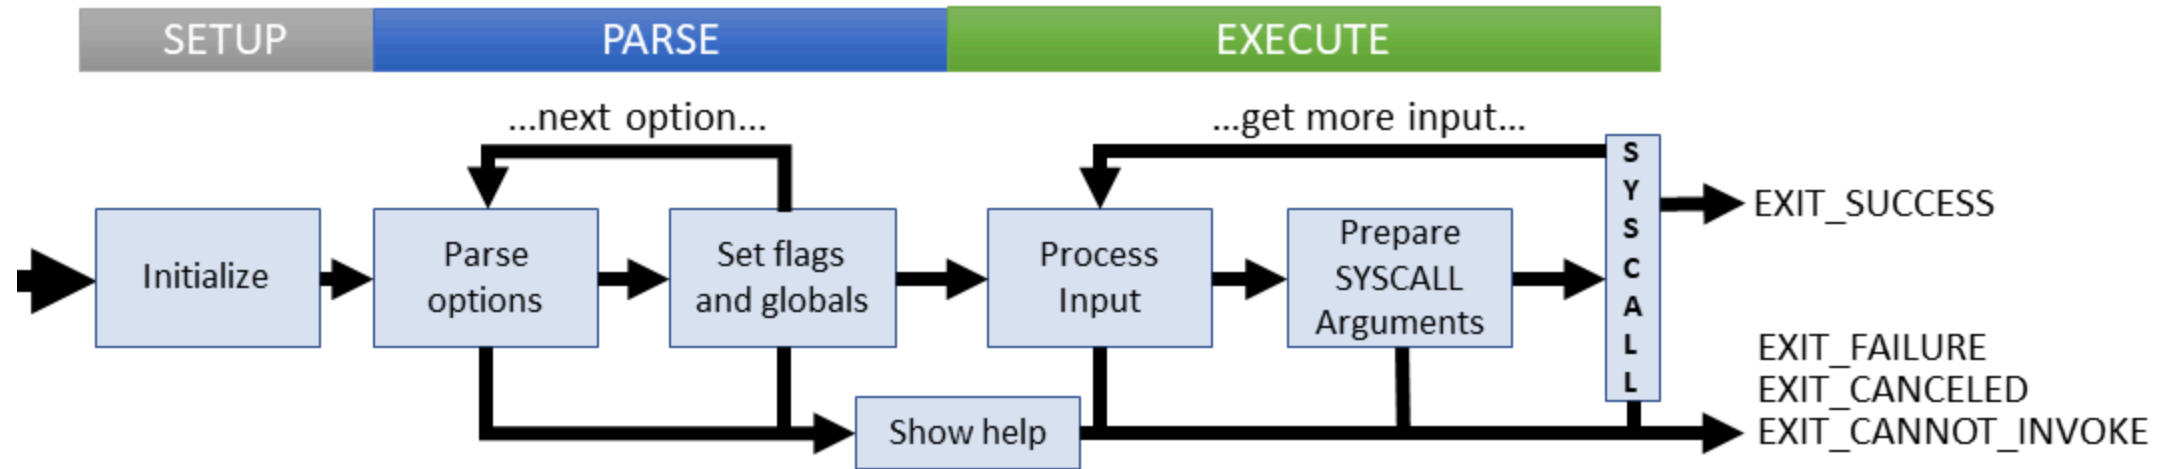 SETUP
PARSE
EXECUTE
...next option...
...get more input...
Initialize
Parse
options
Set flags
and globals
Process
Input
Prepare
SYSCALL
Arguments
S
Y
S
C
A
L
L
Show help
EXIT_SUCCESS
EXIT_FAILURE
EXIT_CANCELED
EXIT_CANNOT_INVOKE